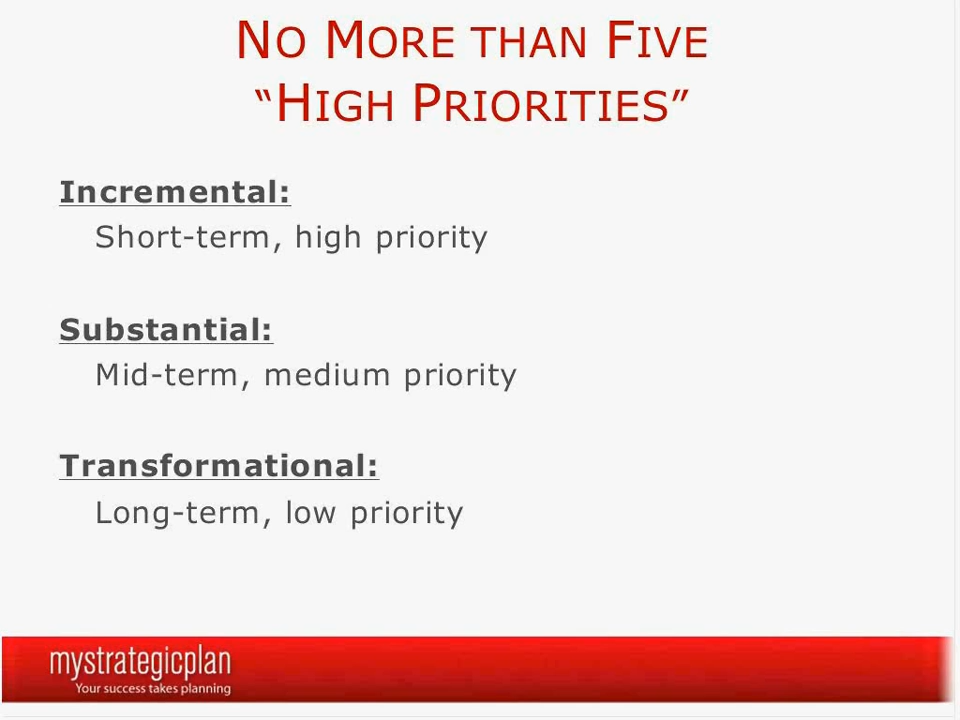 No More than Five
“High Priorities”
Incremental:
Short-term, high priority
Substantial:
Mid-term, medium priority
Transformational:
Long-term, low priority
mystrategicplan
Your success takes planning